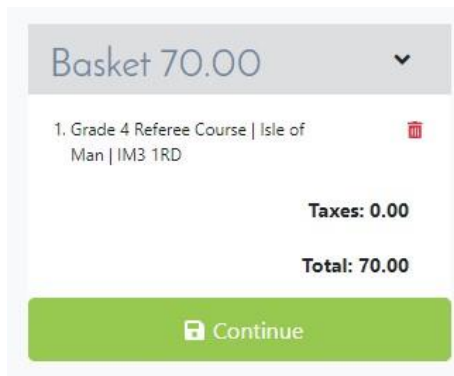 Basket 70.00
1. Grade 4 Referee Course | Isle of
Man | IM3 1RD
Taxes: 0.00
Total: 70.00
Continue